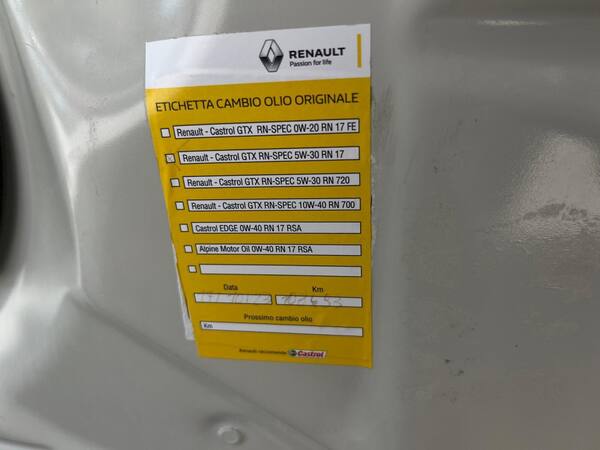 RENAULT
Passion for life
ETICHETTA CAMBIO OLIO ORIGINALE
Renault - Castrol GTX RN-SPEC 0W-20 RN 17 FE
Renault - Castrol GTX RN-SPEC 5W-30 RN 17
Renault - Castrol GTX RN-SPEC 5W-30 RN 720
Renault - Castrol GTX RN-SPEC 10W-40 RN 700
Castrol EDGE 0W-40 RN 17 RSA
Alpine Motor Oil 0W-40 RN 17 RSA
Data Km
Prossimo cambio olio
Km
Renault recommends Castrol